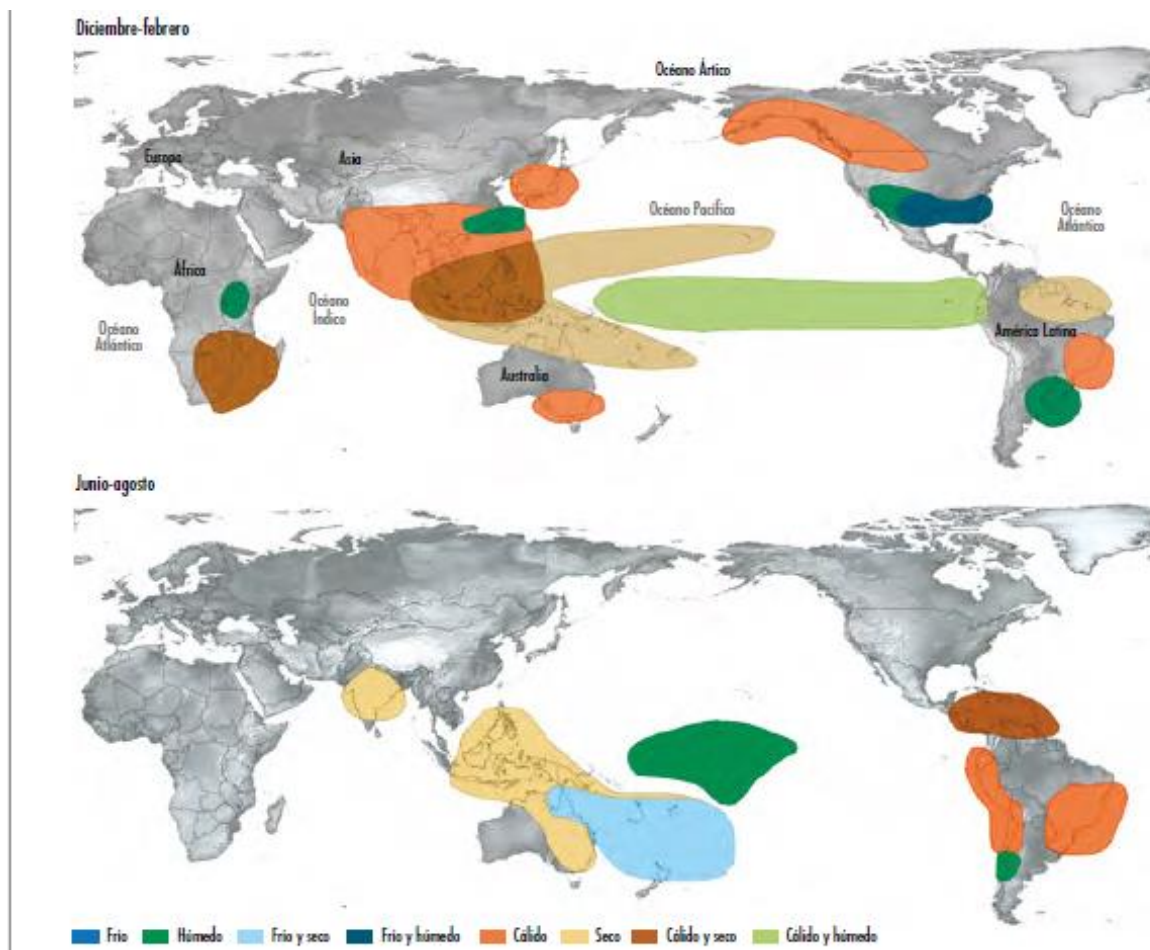 Diciembre-febrero
Océano Ártico
Europa
Asia
Océano Pacífico
Océano Atlántico
África
Océano Índico
Océano Atlántico
América Latina
Australia
Junio-agosto
Frío Húmedo Frío y seco Frío y húmedo Cálido Seco Cálido y seco Cálido y húmedo